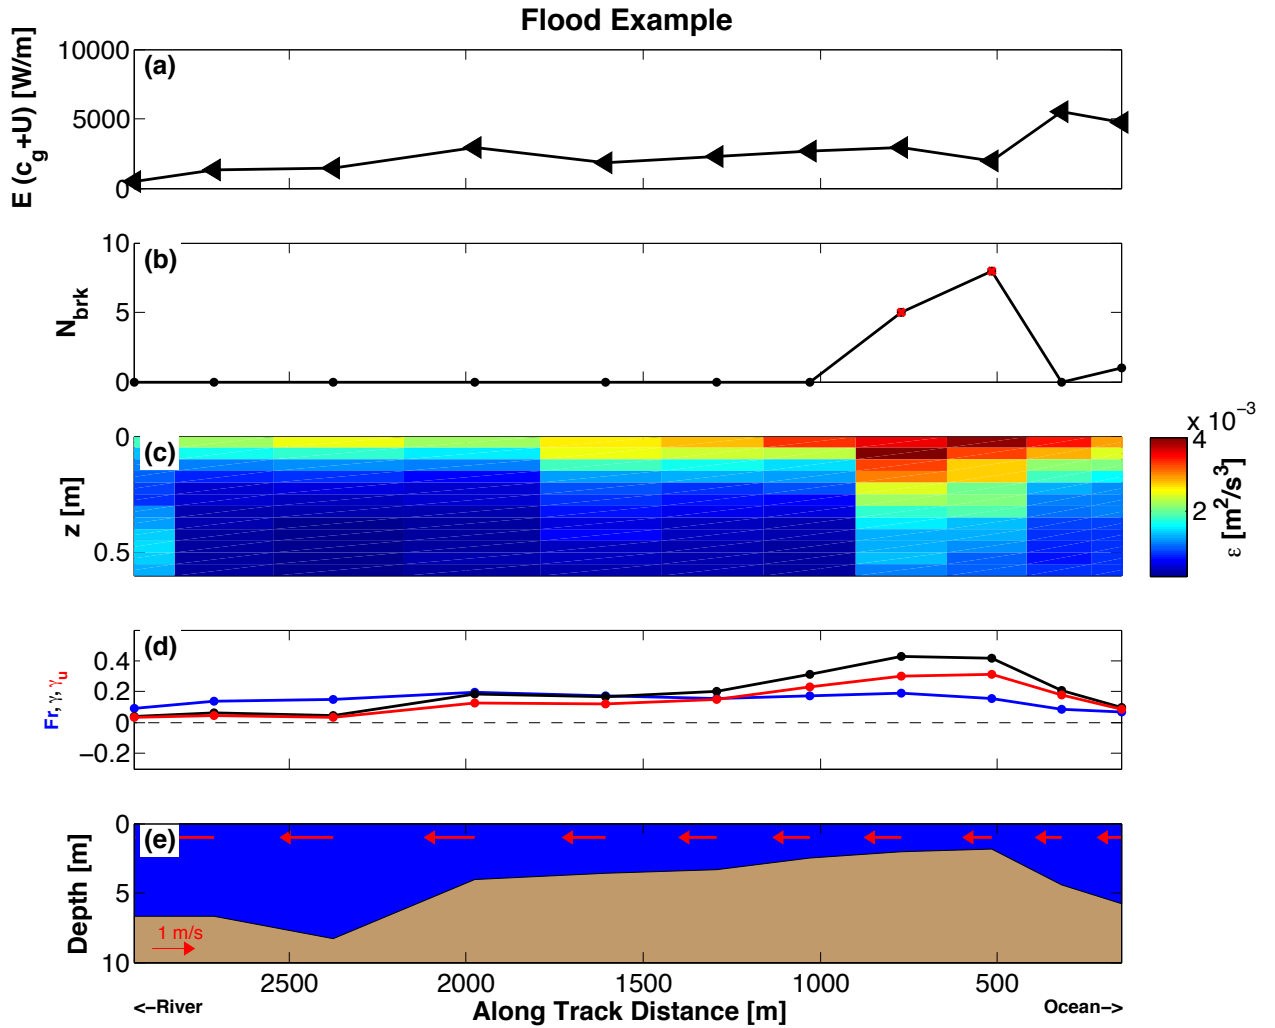 Flood Example
E (c_g+U) [W/m]
10000
5000
0
(a)
N_brk
10
5
0
(b)
z [m]
0
0.5
(c)
x 10^−3
4
2
ε [m^2/s^3]
Fr, γ, γ_u
0.4
0.2
0
−0.2
(d)
Depth [m]
0
5
10
(e)
1 m/s
2500 2000 1500 1000 500
<−River Along Track Distance [m] Ocean−>